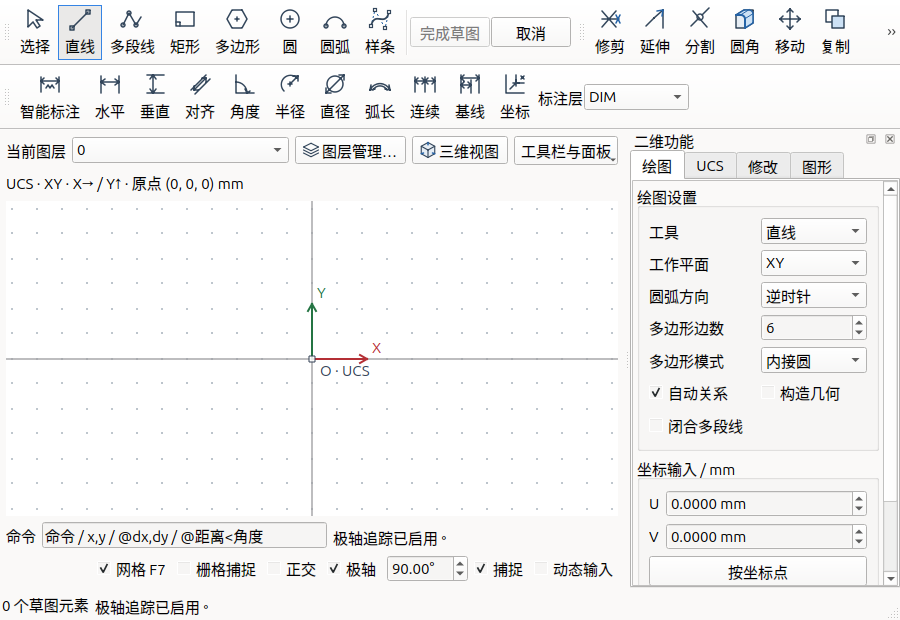 选择 直线 多段线 矩形 多边形 圆 圆弧 样条 完成草图 取消 修剪 延伸 分割 圆角 移动 复制 »
智能标注 水平 垂直 对齐 角度 半径 直径 弧长 连续 基线 坐标 标注层 DIM
当前图层 0 图层管理... 三维视图 工具栏与面板
UCS · XY · X→ / Y↑ · 原点 (0, 0, 0) mm
Y
X
O · UCS
命令 命令 / x,y / @dx,dy / @距离<角度 极轴追踪已启用。
网格 F7 栅格捕捉 正交 极轴 90.00° 捕捉 动态输入
0 个草图元素 极轴追踪已启用。
二维功能
绘图 UCS 修改 图形
绘图设置
工具 直线
工作平面 XY
圆弧方向 逆时针
多边形边数 6
多边形模式 内接圆
自动关系 构造几何
闭合多段线
坐标输入 / mm
U 0.0000 mm
V 0.0000 mm
按坐标点